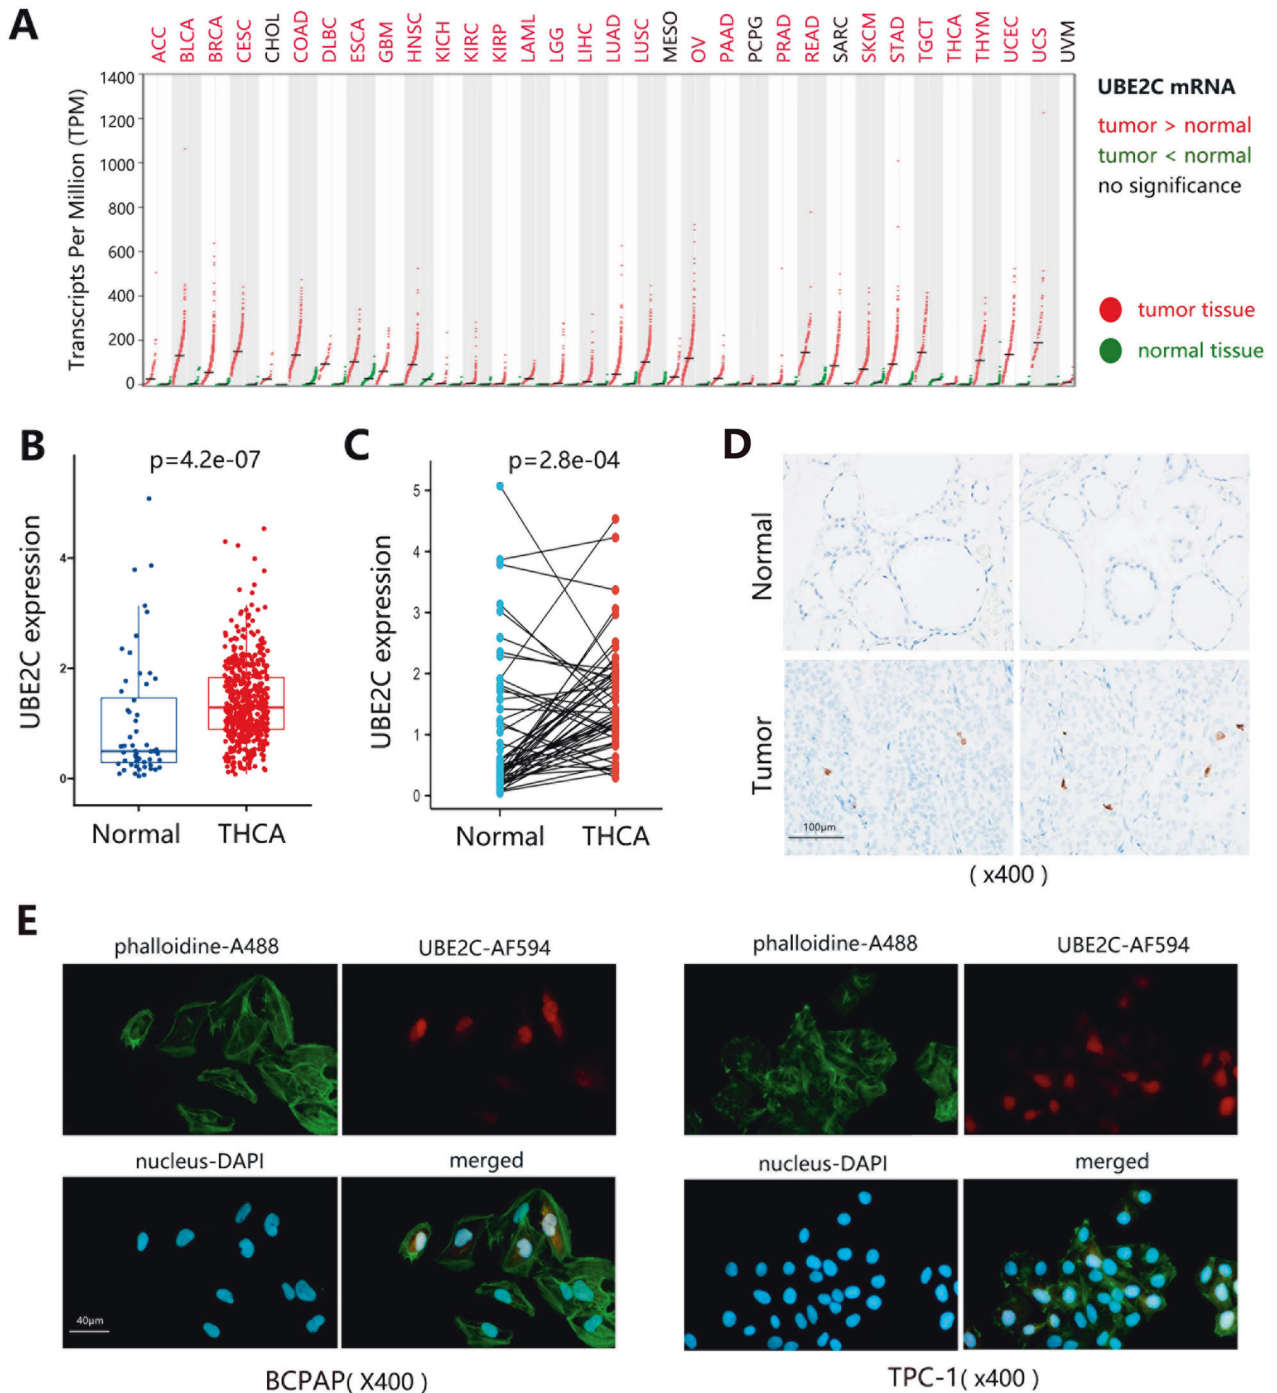 A
ACC BLCA BRCA CESC CHOL COAD DLBC ESCA GBM HNSC KICH KIRC KIRP LAML LGG LIHC LUAD LUSC MESO OV PAAD PCPG PRAD READ SARC SKCM STAD TGCT THCA THYM UCEC UCS UVM
Transcripts Per Million (TPM)
1400
1200
1000
800
600
400
200
0
UBE2C mRNA
tumor > normal
tumor < normal
no significance
tumor tissue
normal tissue
B
p=4.2e-07
UBE2C expression
4
2
0
Normal THCA
C
p=2.8e-04
UBE2C expression
5
4
3
2
1
0
Normal THCA
D
Normal
Tumor
100μm
( x400 )
E
phalloidine-A488 UBE2C-AF594
nucleus-DAPI merged
40μm
BCPAP( X400 )
phalloidine-A488 UBE2C-AF594
nucleus-DAPI merged
TPC-1( x400 )